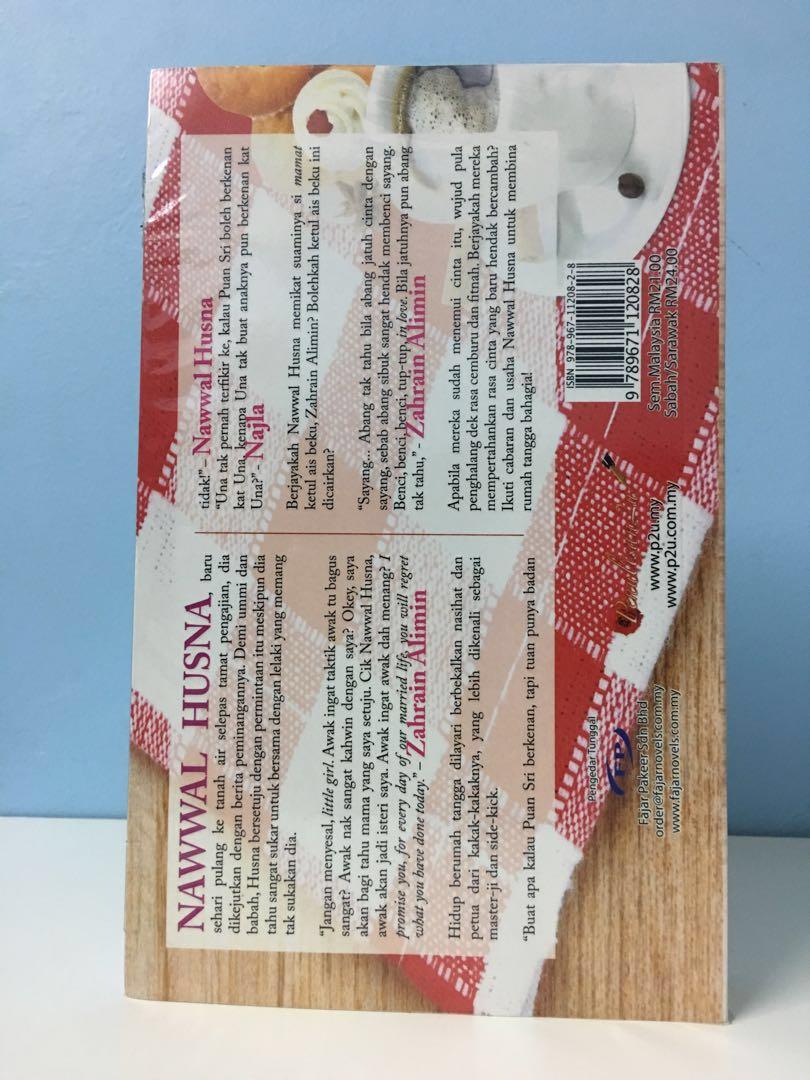 NAWWAL HUSNA, baru
sehari pulang ke tanah air selepas tamat pengajian, dia
dikejutkan dengan berita peminangannya. Demi ummi dan
babah, Husna bersetuju dengan permintaan itu meskipun dia
tahu sangat sukar untuk bersama dengan lelaki yang memang
tak sukakan dia.
“Jangan menyesal, little girl. Awak ingat taktik awak tu bagus
sangat? Awak nak sangat kahwin dengan saya? Okey, saya
akan bagi tahu mama yang saya setuju. Cik Nawwal Husna,
awak akan jadi isteri saya. Awak ingat awak dah menang? I
promise you, for every day of our married life, you will regret
what you have done today.” – Zahrain Alimin
Hidup berumah tangga dilayari berbekalkan nasihat dan
petua dari kakak-kakaknya, yang lebih dikenali sebagai
master-ji dan side-kick.
“Buat apa kalau Puan Sri berkenan, tapi tuan punya badan
tidak!” – Nawwal Husna
“Una tak pernah terfikir ke, kalau Puan Sri boleh berkenan
kat Una, kenapa Una tak buat anaknya pun berkenan kat
Una?” – Najla
Berjayakah Nawwal Husna memikat suaminya si mamat
ketul ais beku, Zahrain Alimin? Bolehkah ketul ais beku ini
dicairkan?
“Sayang... Abang tak tahu bila abang jatuh cinta dengan
sayang, sebab abang sibuk sangat hendak membenci sayang.
Benci, benci, benci, tup-tup, in love. Bila jatuhnya pun abang
tak tahu,” - Zahrain Alimin
Apabila mereka sudah menemui cinta itu, wujud pula
penghalang dek rasa cemburu dan fitnah. Berjayakah mereka
mempertahankan rasa cinta yang baru hendak bercambah?
Ikuti cabaran dan usaha Nawwal Husna untuk membina
rumah tangga bahagia!
Pengedar Tunggal
FP
Fajar Pakeer Sdn Bhd
order@fajarnovels.com.my
www.fajarnovels.com.my
www.p2u.my
www.p2u.com.my
ISBN 978-967-11208-2-8
9 789671 120828
Sem.Malaysia RM21.00
Sabah/Sarawak RM24.00